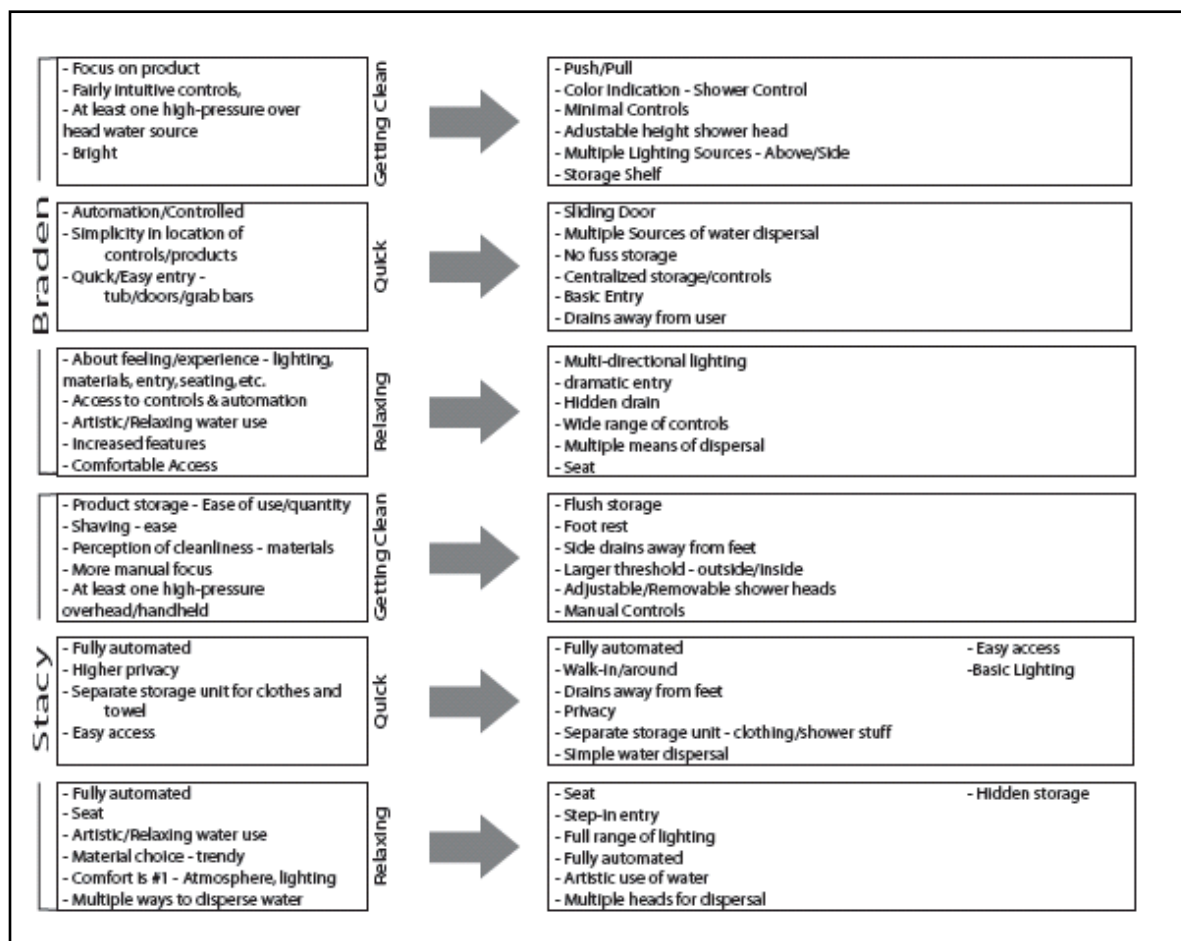 Braden
- Focus on product
- Fairly intuitive controls,
- At least one high-pressure over
head water source
- Bright
Getting Clean
- Push/Pull
- Color Indication - Shower Control
- Minimal Controls
- Adustable height shower head
- Multiple Lighting Sources - Above/Side
- Storage Shelf
- Automation/Controlled
- Simplicity in location of
controls/products
- Quick/Easy entry -
tub/doors/grab bars
Quick
- Sliding Door
- Multiple Sources of water dispersal
- No fuss storage
- Centralized storage/controls
- Basic Entry
- Drains away from user
- About feeling/experience - lighting,
materials, entry, seating, etc.
- Access to controls & automation
- Artistic/Relaxing water use
- Increased features
- Comfortable Access
Relaxing
- Multi-directional lighting
- dramatic entry
- Hidden drain
- Wide range of controls
- Multiple means of dispersal
- Seat
Stacy
- Product storage - Ease of use/quantity
- Shaving - ease
- Perception of cleanliness - materials
- More manual focus
- At least one high-pressure
overhead/handheld
Getting Clean
- Flush storage
- Foot rest
- Side drains away from feet
- Larger threshold - outside/inside
- Adjustable/Removable shower heads
- Manual Controls
- Fully automated
- Higher privacy
- Separate storage unit for clothes and
towel
- Easy access
Quick
- Fully automated
- Walk-in/around
- Drains away from feet
- Privacy
- Separate storage unit - clothing/shower stuff
- Simple water dispersal
- Easy access
-Basic Lighting
- Fully automated
- Seat
- Artistic/Relaxing water use
- Material choice - trendy
- Comfort is #1 - Atmosphere, lighting
- Multiple ways to disperse water
Relaxing
- Seat
- Step-in entry
- Full range of lighting
- Fully automated
- Artistic use of water
- Multiple heads for dispersal
- Hidden storage